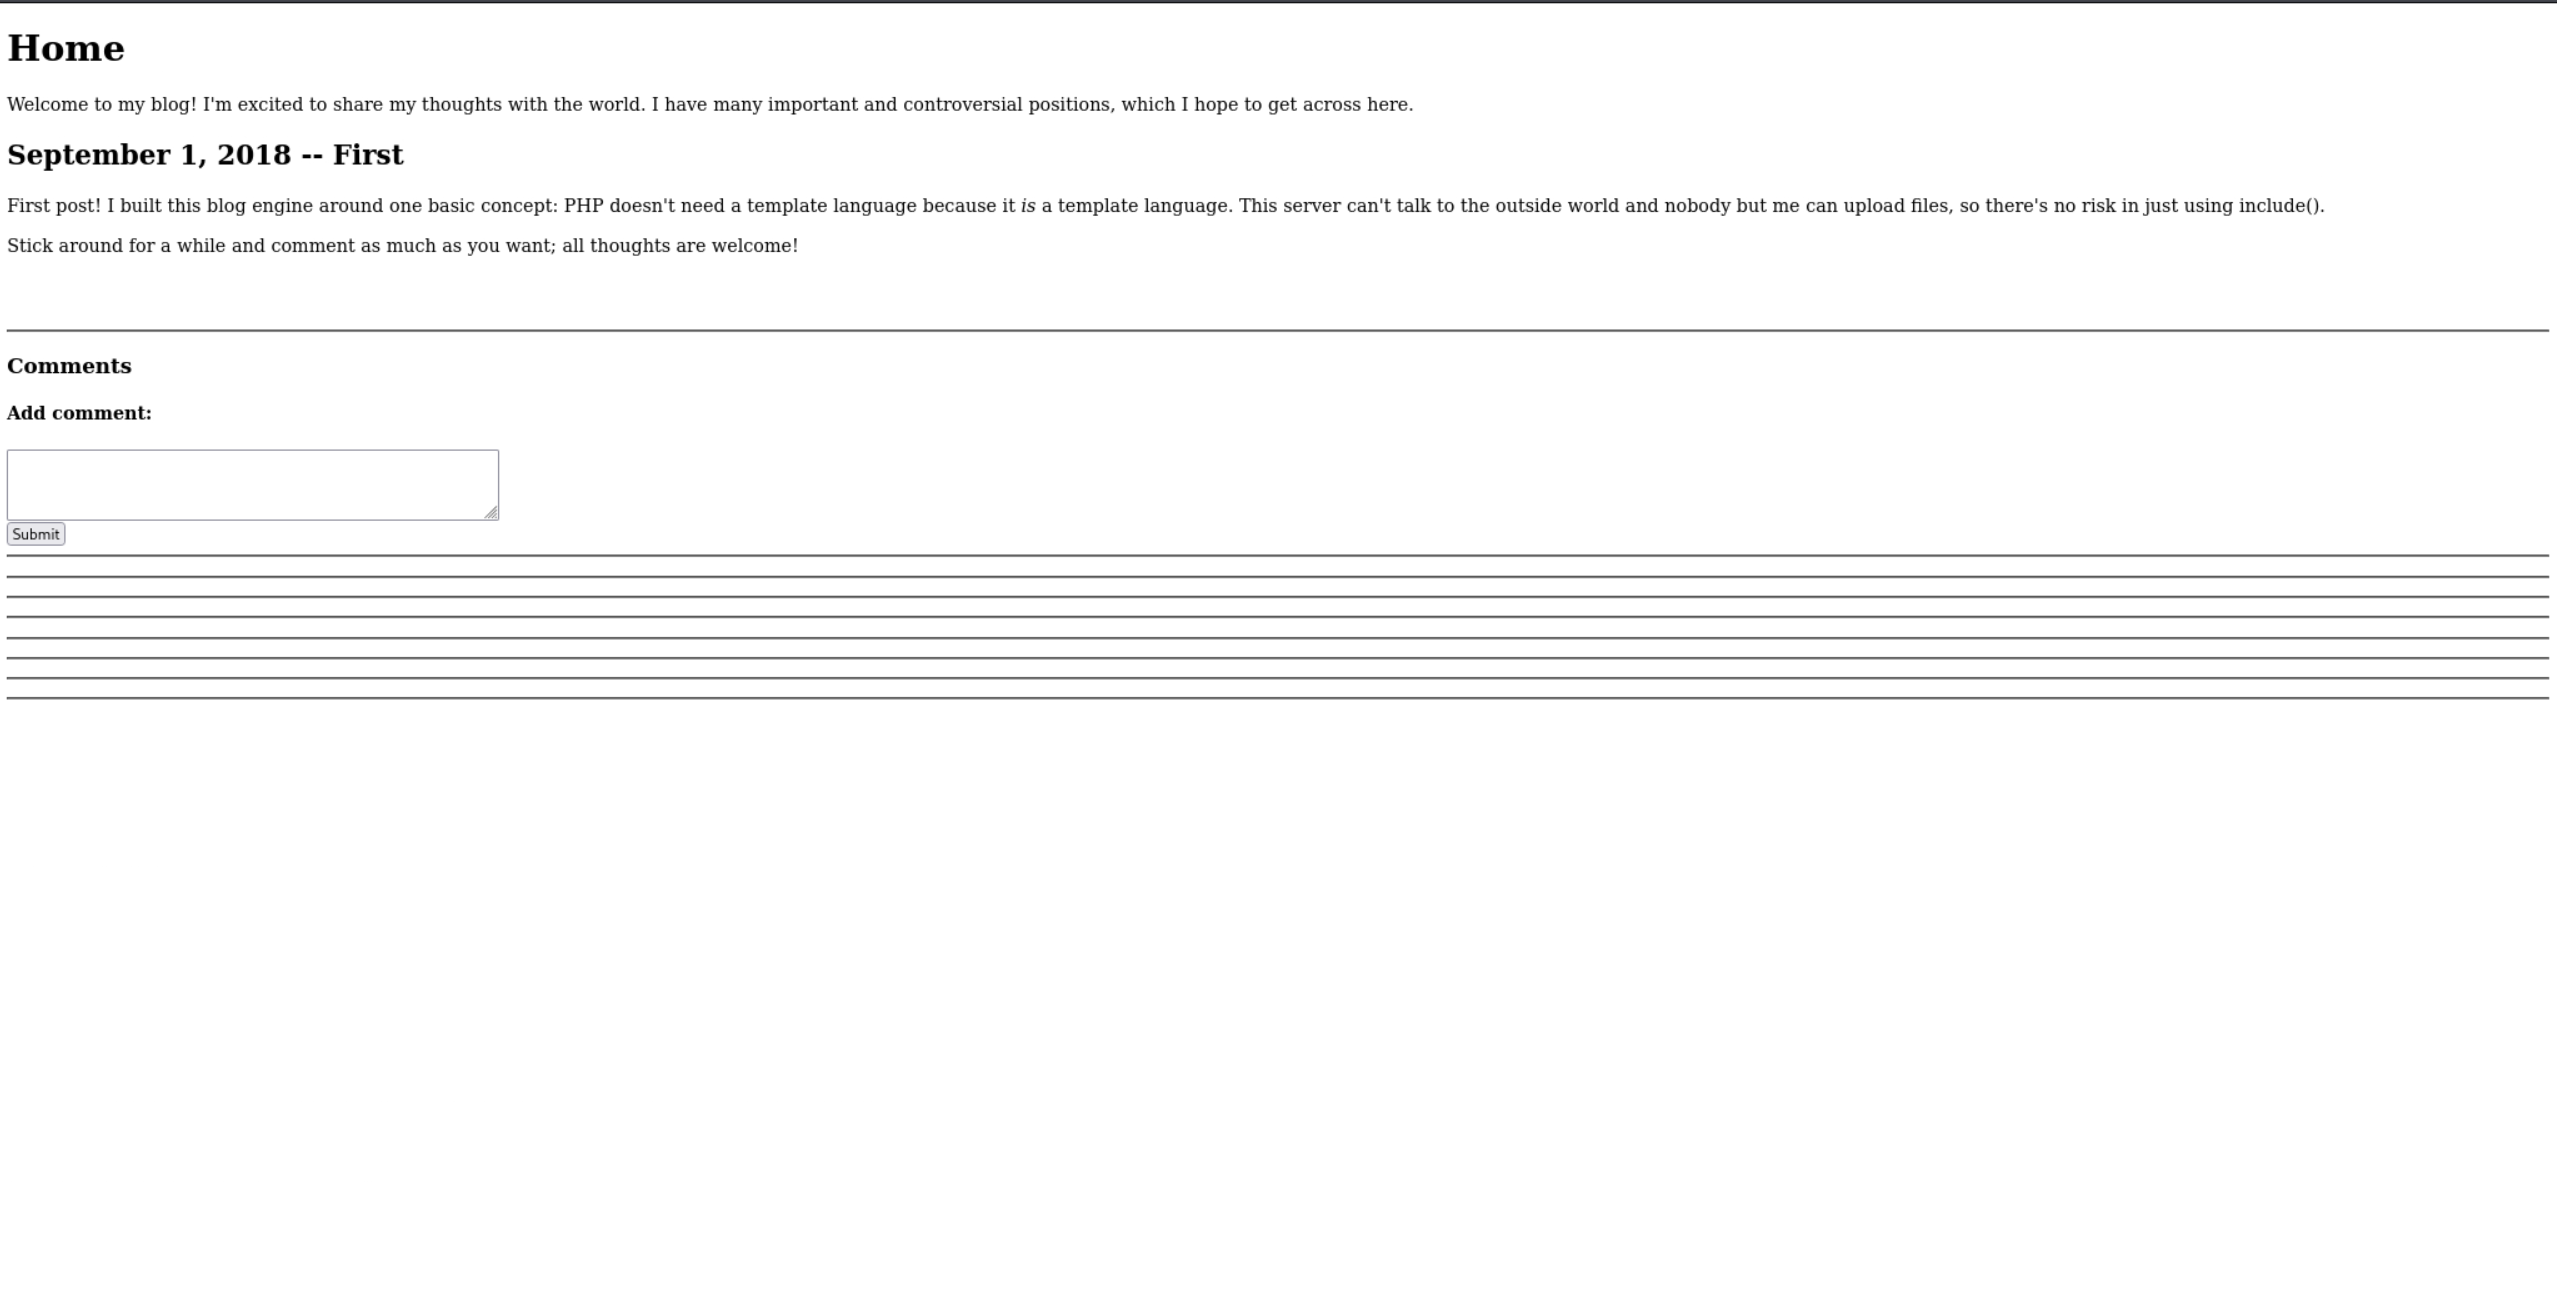 Home
Welcome to my blog! I'm excited to share my thoughts with the world. I have many important and controversial positions, which I hope to get across here.
September 1, 2018 -- First
First post! I built this blog engine around one basic concept: PHP doesn't need a template language because it is a template language. This server can't talk to the outside world and nobody but me can upload files, so there's no risk in just using include().
Stick around for a while and comment as much as you want; all thoughts are welcome!
Comments
Add comment:
Submit